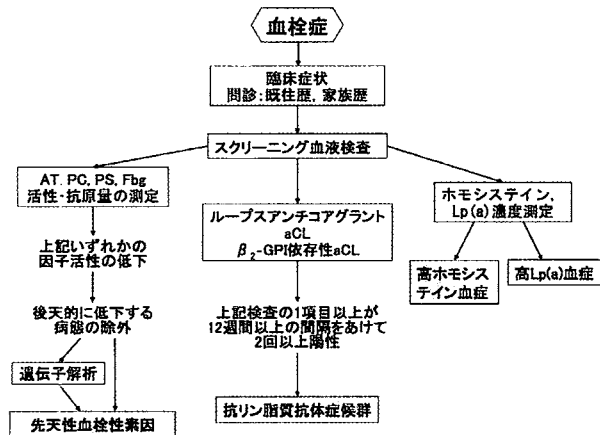 血栓症
臨床症状
問診:既往歴, 家族歴
スクリーニング血液検査
AT, PC, PS, Fbg
活性・抗原量の測定
上記いずれかの
因子活性の低下
後天的に低下する
病態の除外
遺伝子解析
先天性血栓性素因
ループスアンチコアグラント
aCL
β2-GPI依存性aCL
上記検査の1項目以上が
12週間以上の間隔をあけて
2回以上陽性
抗リン脂質抗体症候群
ホモシステイン,
Lp(a)濃度測定
高ホモシス
テイン血症
高Lp(a)血症